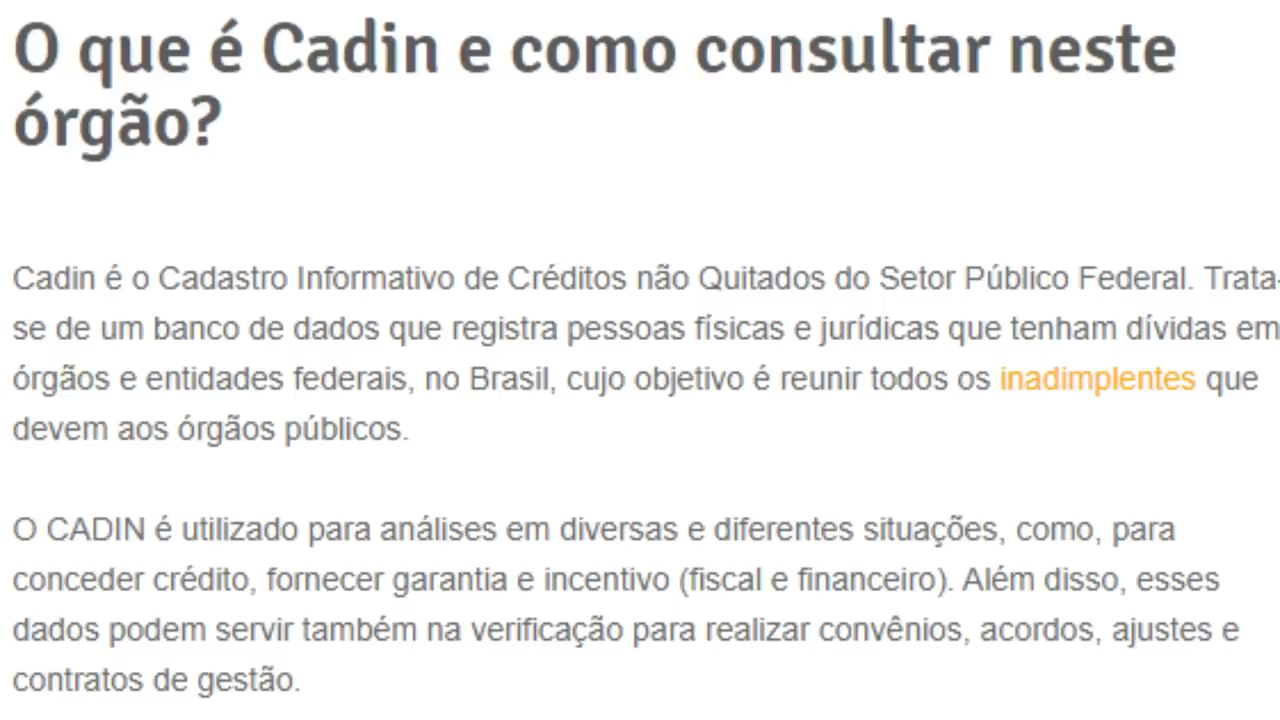 O que é Cadin e como consultar neste
órgão?
Cadin é o Cadastro Informativo de Créditos não Quitados do Setor Público Federal. Trata-
se de um banco de dados que registra pessoas físicas e jurídicas que tenham dívidas em
órgãos e entidades federais, no Brasil, cujo objetivo é reunir todos os inadimplentes que
devem aos órgãos públicos.
O CADIN é utilizado para análises em diversas e diferentes situações, como, para
conceder crédito, fornecer garantia e incentivo (fiscal e financeiro). Além disso, esses
dados podem servir também na verificação para realizar convênios, acordos, ajustes e
contratos de gestão.